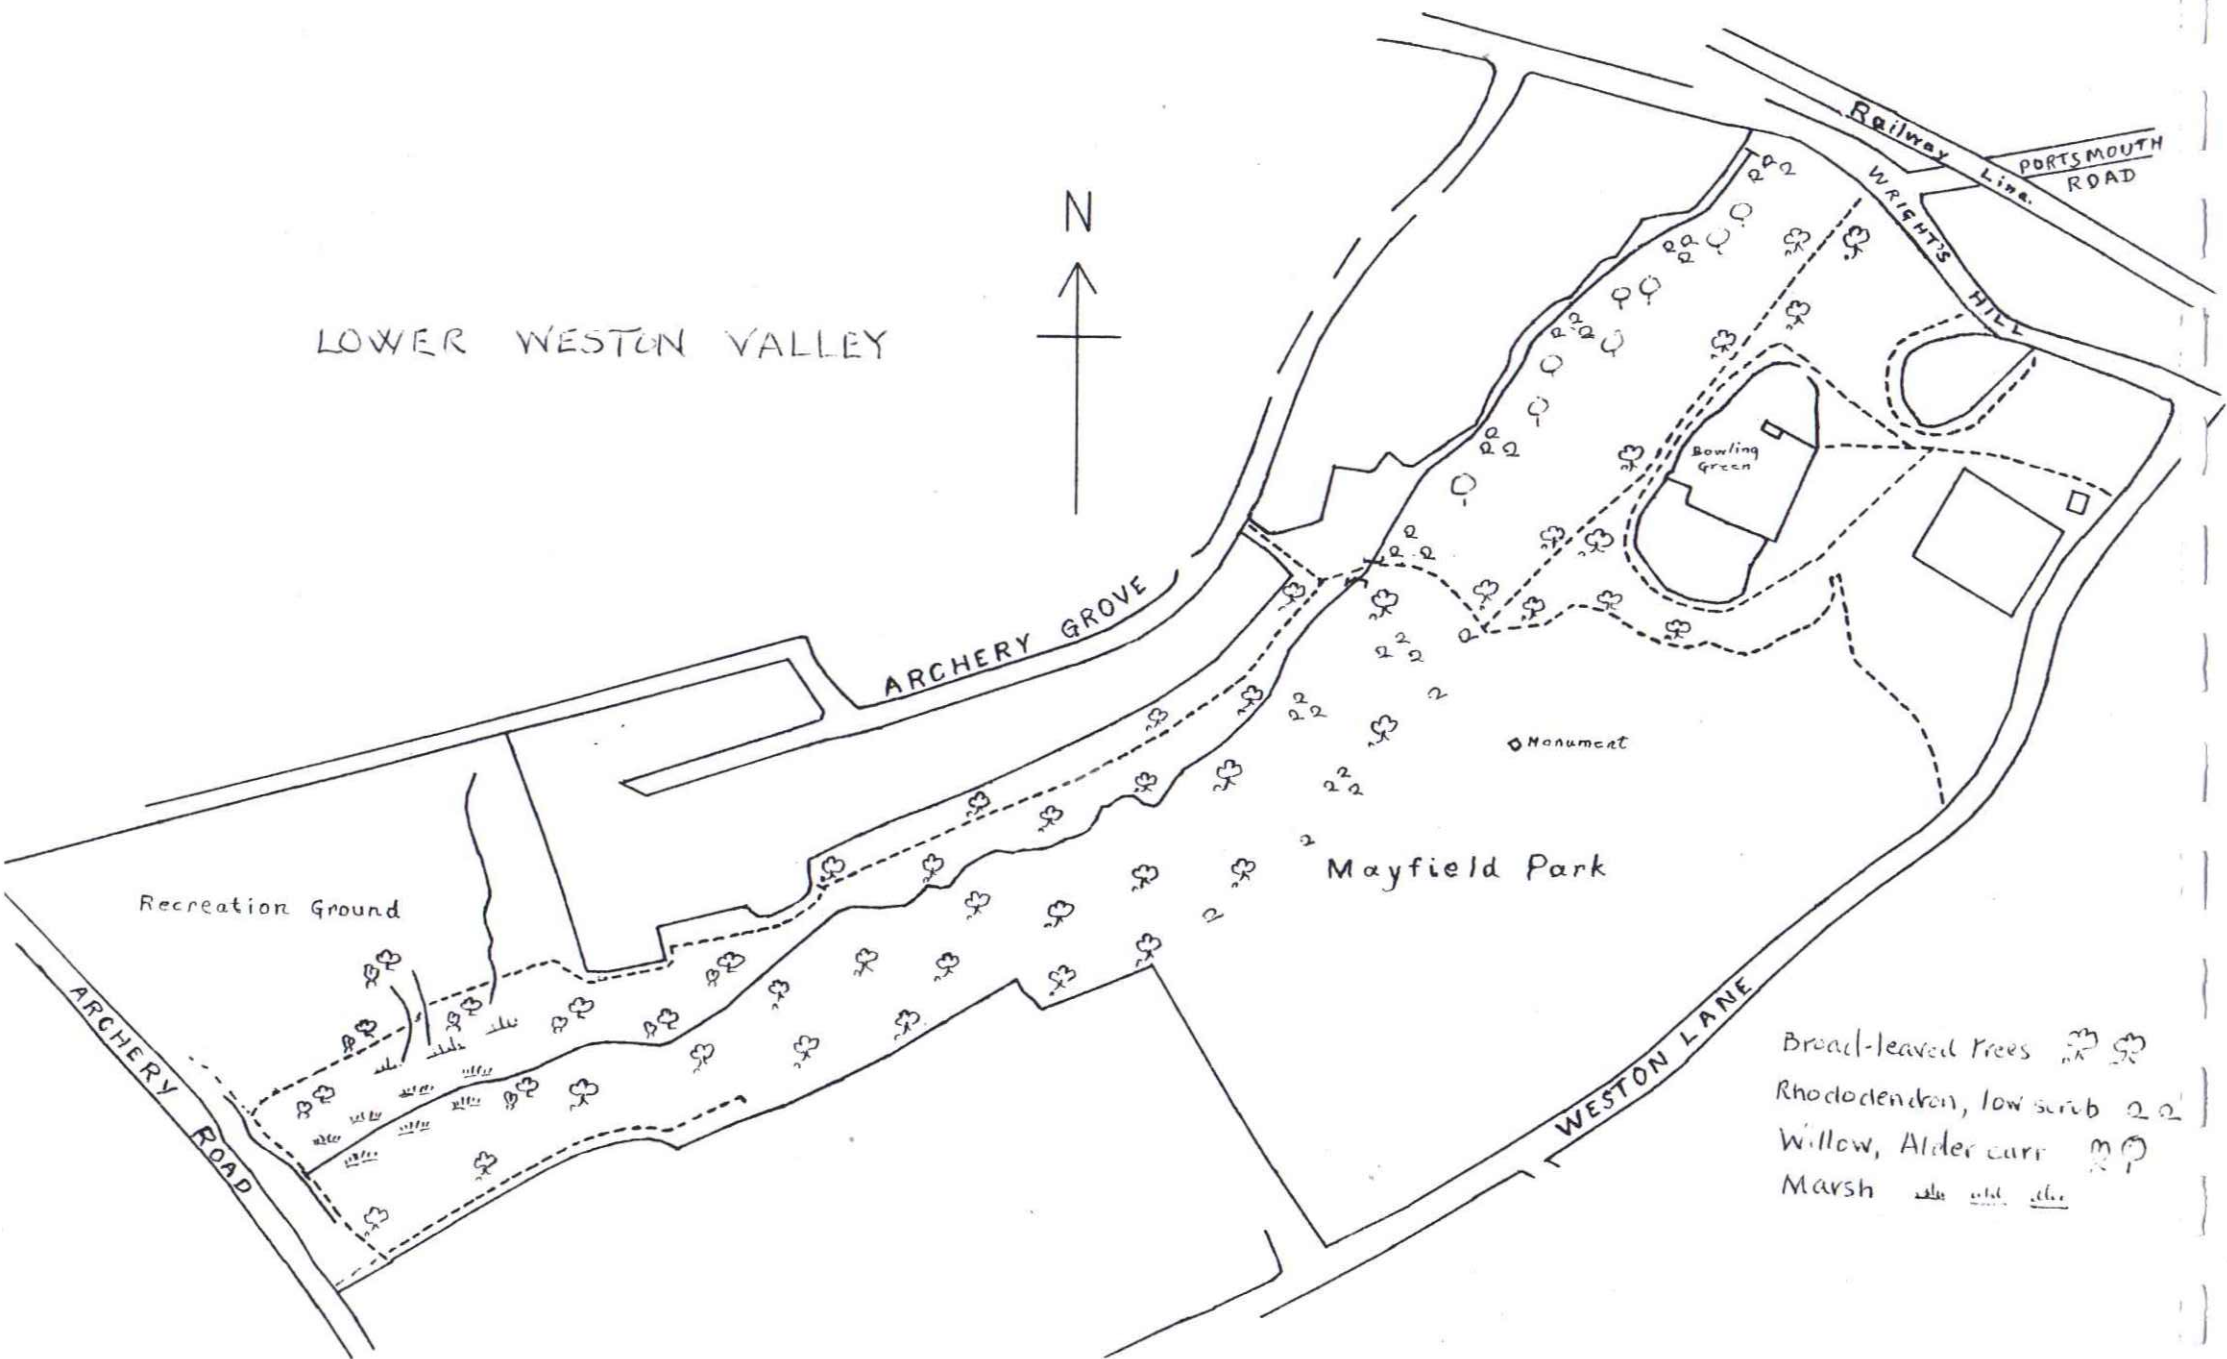 N
LOWER WESTON VALLEY
Railway Line.
PORTSMOUTH
ROAD
WRIGHT'S HILL
Bowling
Green
ARCHERY GROVE
Monument
Mayfield Park
Recreation Ground
ARCHERY ROAD
WESTON LANE
Broad-leaved trees
Rhododendron, low scrub
Willow, Alder carr
Marsh